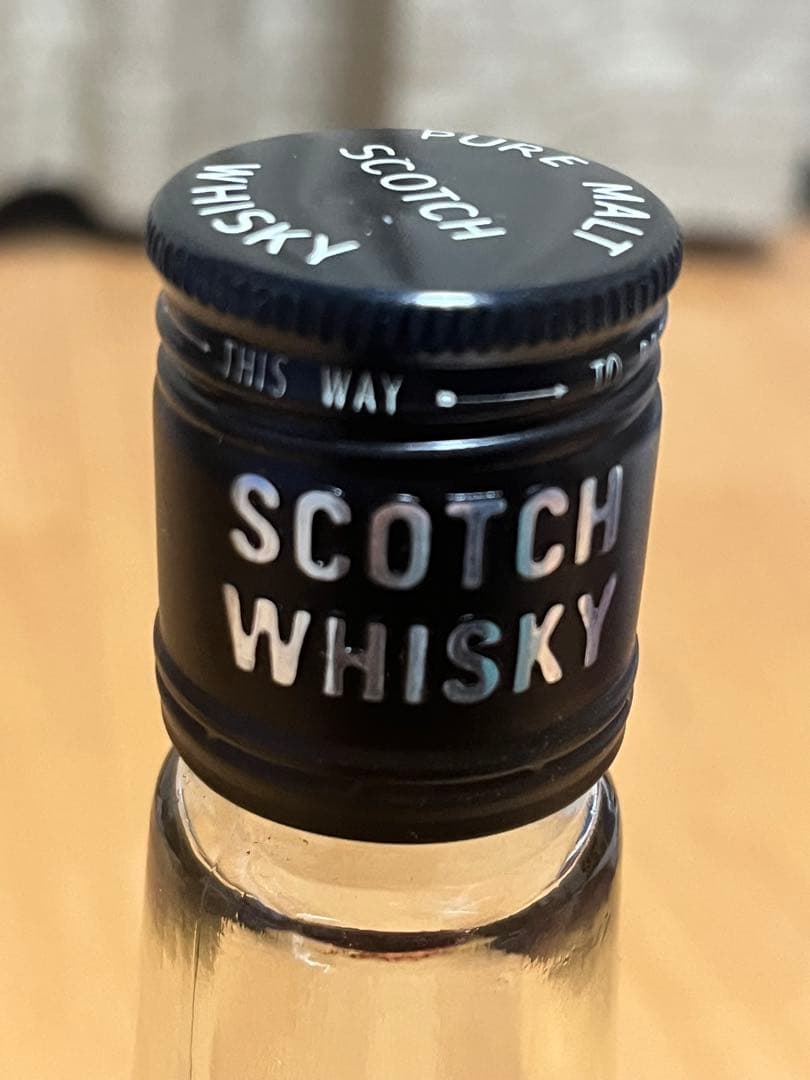 PURE MALT
SCOTCH
WHISKY
THIS WAY TO
SCOTCH
WHISKY